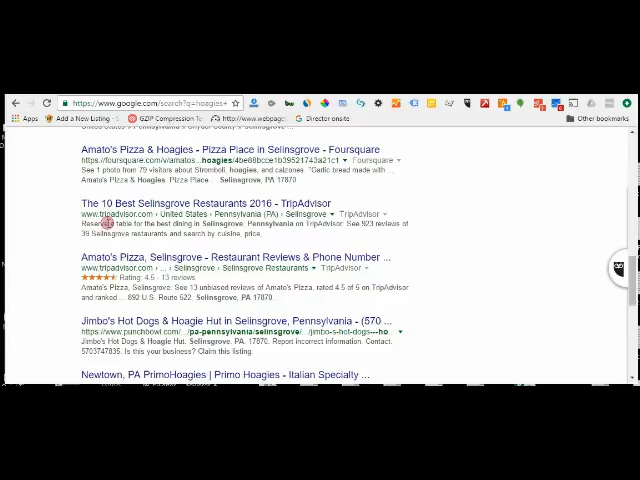 https://www.google.com/search?q=hoagies+
Apps
Add a New Listing -
GZIP Compression Te
http://www.webpage
Director onsite
Other bookmarks
Amato's Pizza & Hoagies - Pizza Place in Selinsgrove - Foursquare
https://foursquare.com/v/amatos...hoagies/4be88bcce1b39521743a21c1 Foursquare
See 1 photo from 79 visitors about Stromboli, hoagies, and calzones. "Garlic bread made with ...
Amato's Pizza & Hoagies. Pizza Place ... Selinsgrove, PA 17870
The 10 Best Selinsgrove Restaurants 2016 - TripAdvisor
www.tripadvisor.com › United States › Pennsylvania (PA) › Selinsgrove TripAdvisor
table for the best dining in Selinsgrove, Pennsylvania on TripAdvisor: See 923 reviews of
39 Selinsgrove restaurants and search by cuisine, price,
Amato's Pizza, Selinsgrove - Restaurant Reviews & Phone Number ...
www.tripadvisor.com › ... › Selinsgrove › Selinsgrove Restaurants TripAdvisor
Rating: 4.5 - 13 reviews
Amato's Pizza, Selinsgrove: See 13 unbiased reviews of Amato's Pizza, rated 4.5 of 5 on TripAdvisor
and ranked ... 892 U.S. Route 522, Selinsgrove, PA 17870.
Jimbo's Hot Dogs & Hoagie Hut in Selinsgrove, Pennsylvania - (570 ...
https://www.punchbowl.com/.../pa-pennsylvania/selinsgrove/.../jimbo-s-hot-dogs---ho...
Jimbo's Hot Dogs & Hoagie Hut. Selinsgrove, PA. 17870. Report incorrect information. Contact.
5703747835. Is this your business? Claim this listing.
Newtown, PA PrimoHoagies | Primo Hoagies - Italian Specialty ...